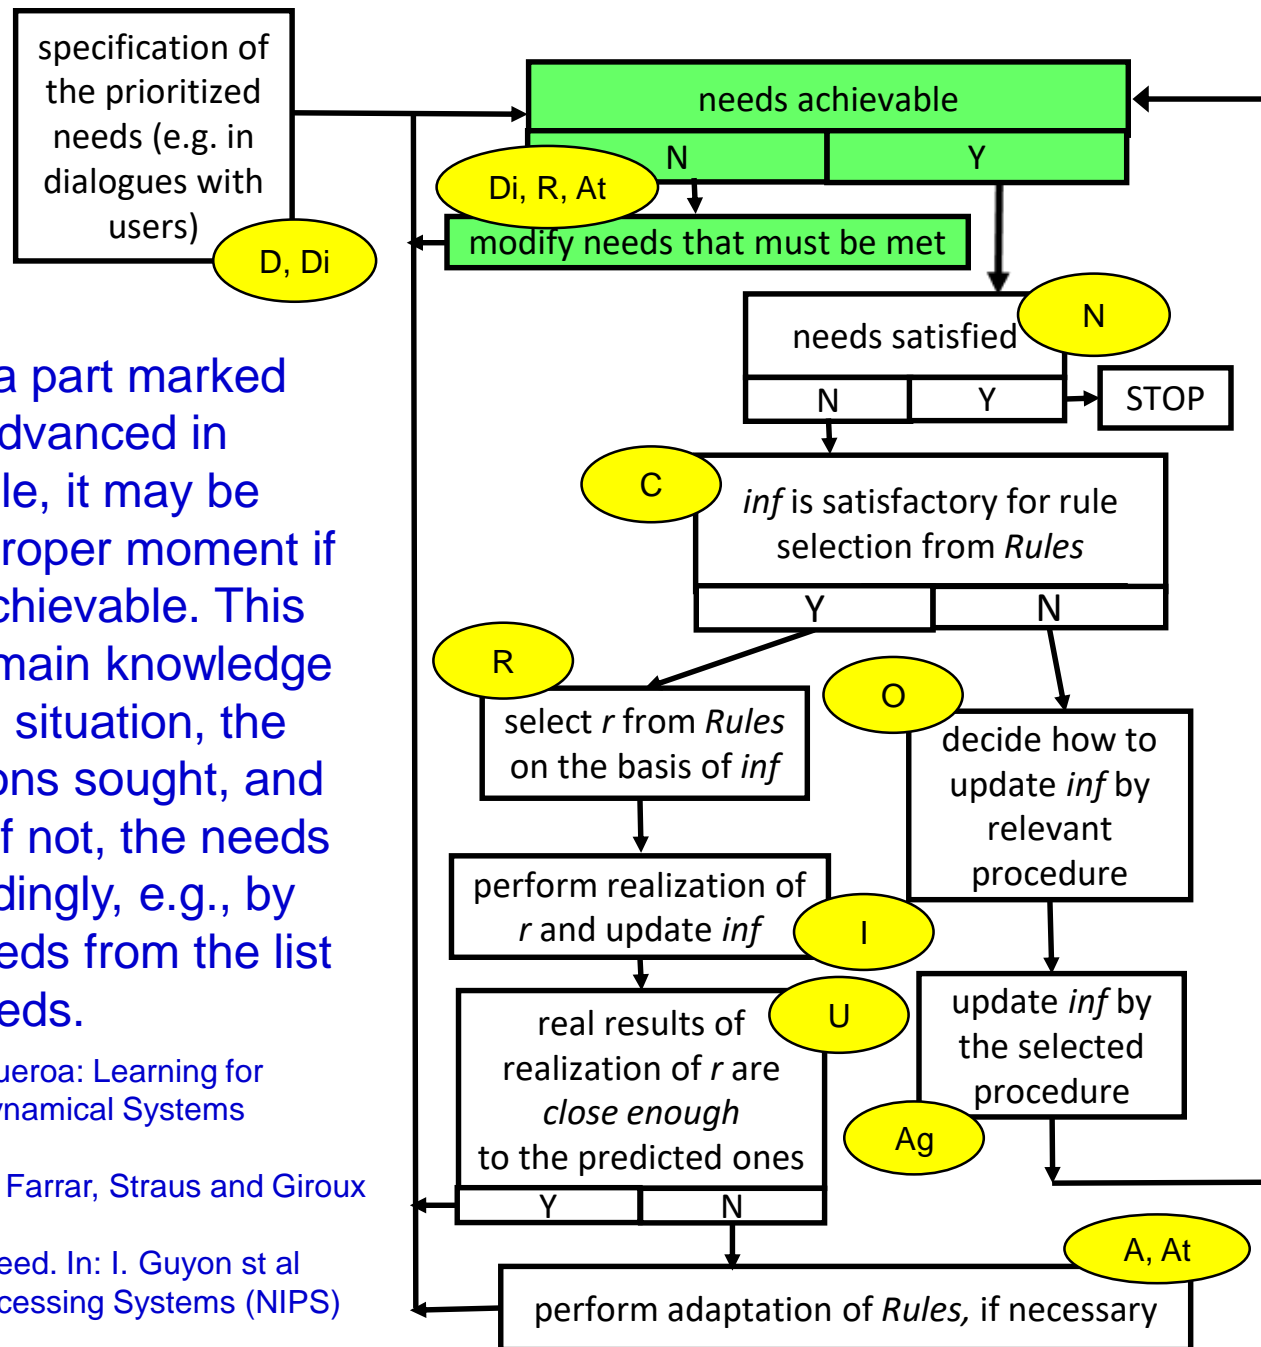 specification of
the prioritized
needs (e.g. in
dialogues with
users)
D, Di
needs achievable
N
Y
Di, R, At
modify needs that must be met
needs satisfied
N
N
Y
STOP
C
inf is satisfactory for rule
selection from Rules
Y
N
R
select r from Rules
on the basis of inf
O
decide how to
update inf by
relevant
procedure
perform realization of
r and update inf
I
update inf by
the selected
procedure
Ag
U
real results of
realization of r are
close enough
to the predicted ones
Y
N
A, At
perform adaptation of Rules, if necessary
a part marked
dvanced in
le, it may be
roper moment if
chievable. This
main knowledge
situation, the
ons sought, and
f not, the needs
dingly, e.g., by
eds from the list
eds.
ueroa: Learning for
ynamical Systems
Farrar, Straus and Giroux
eed. In: I. Guyon st al
cessing Systems (NIPS)